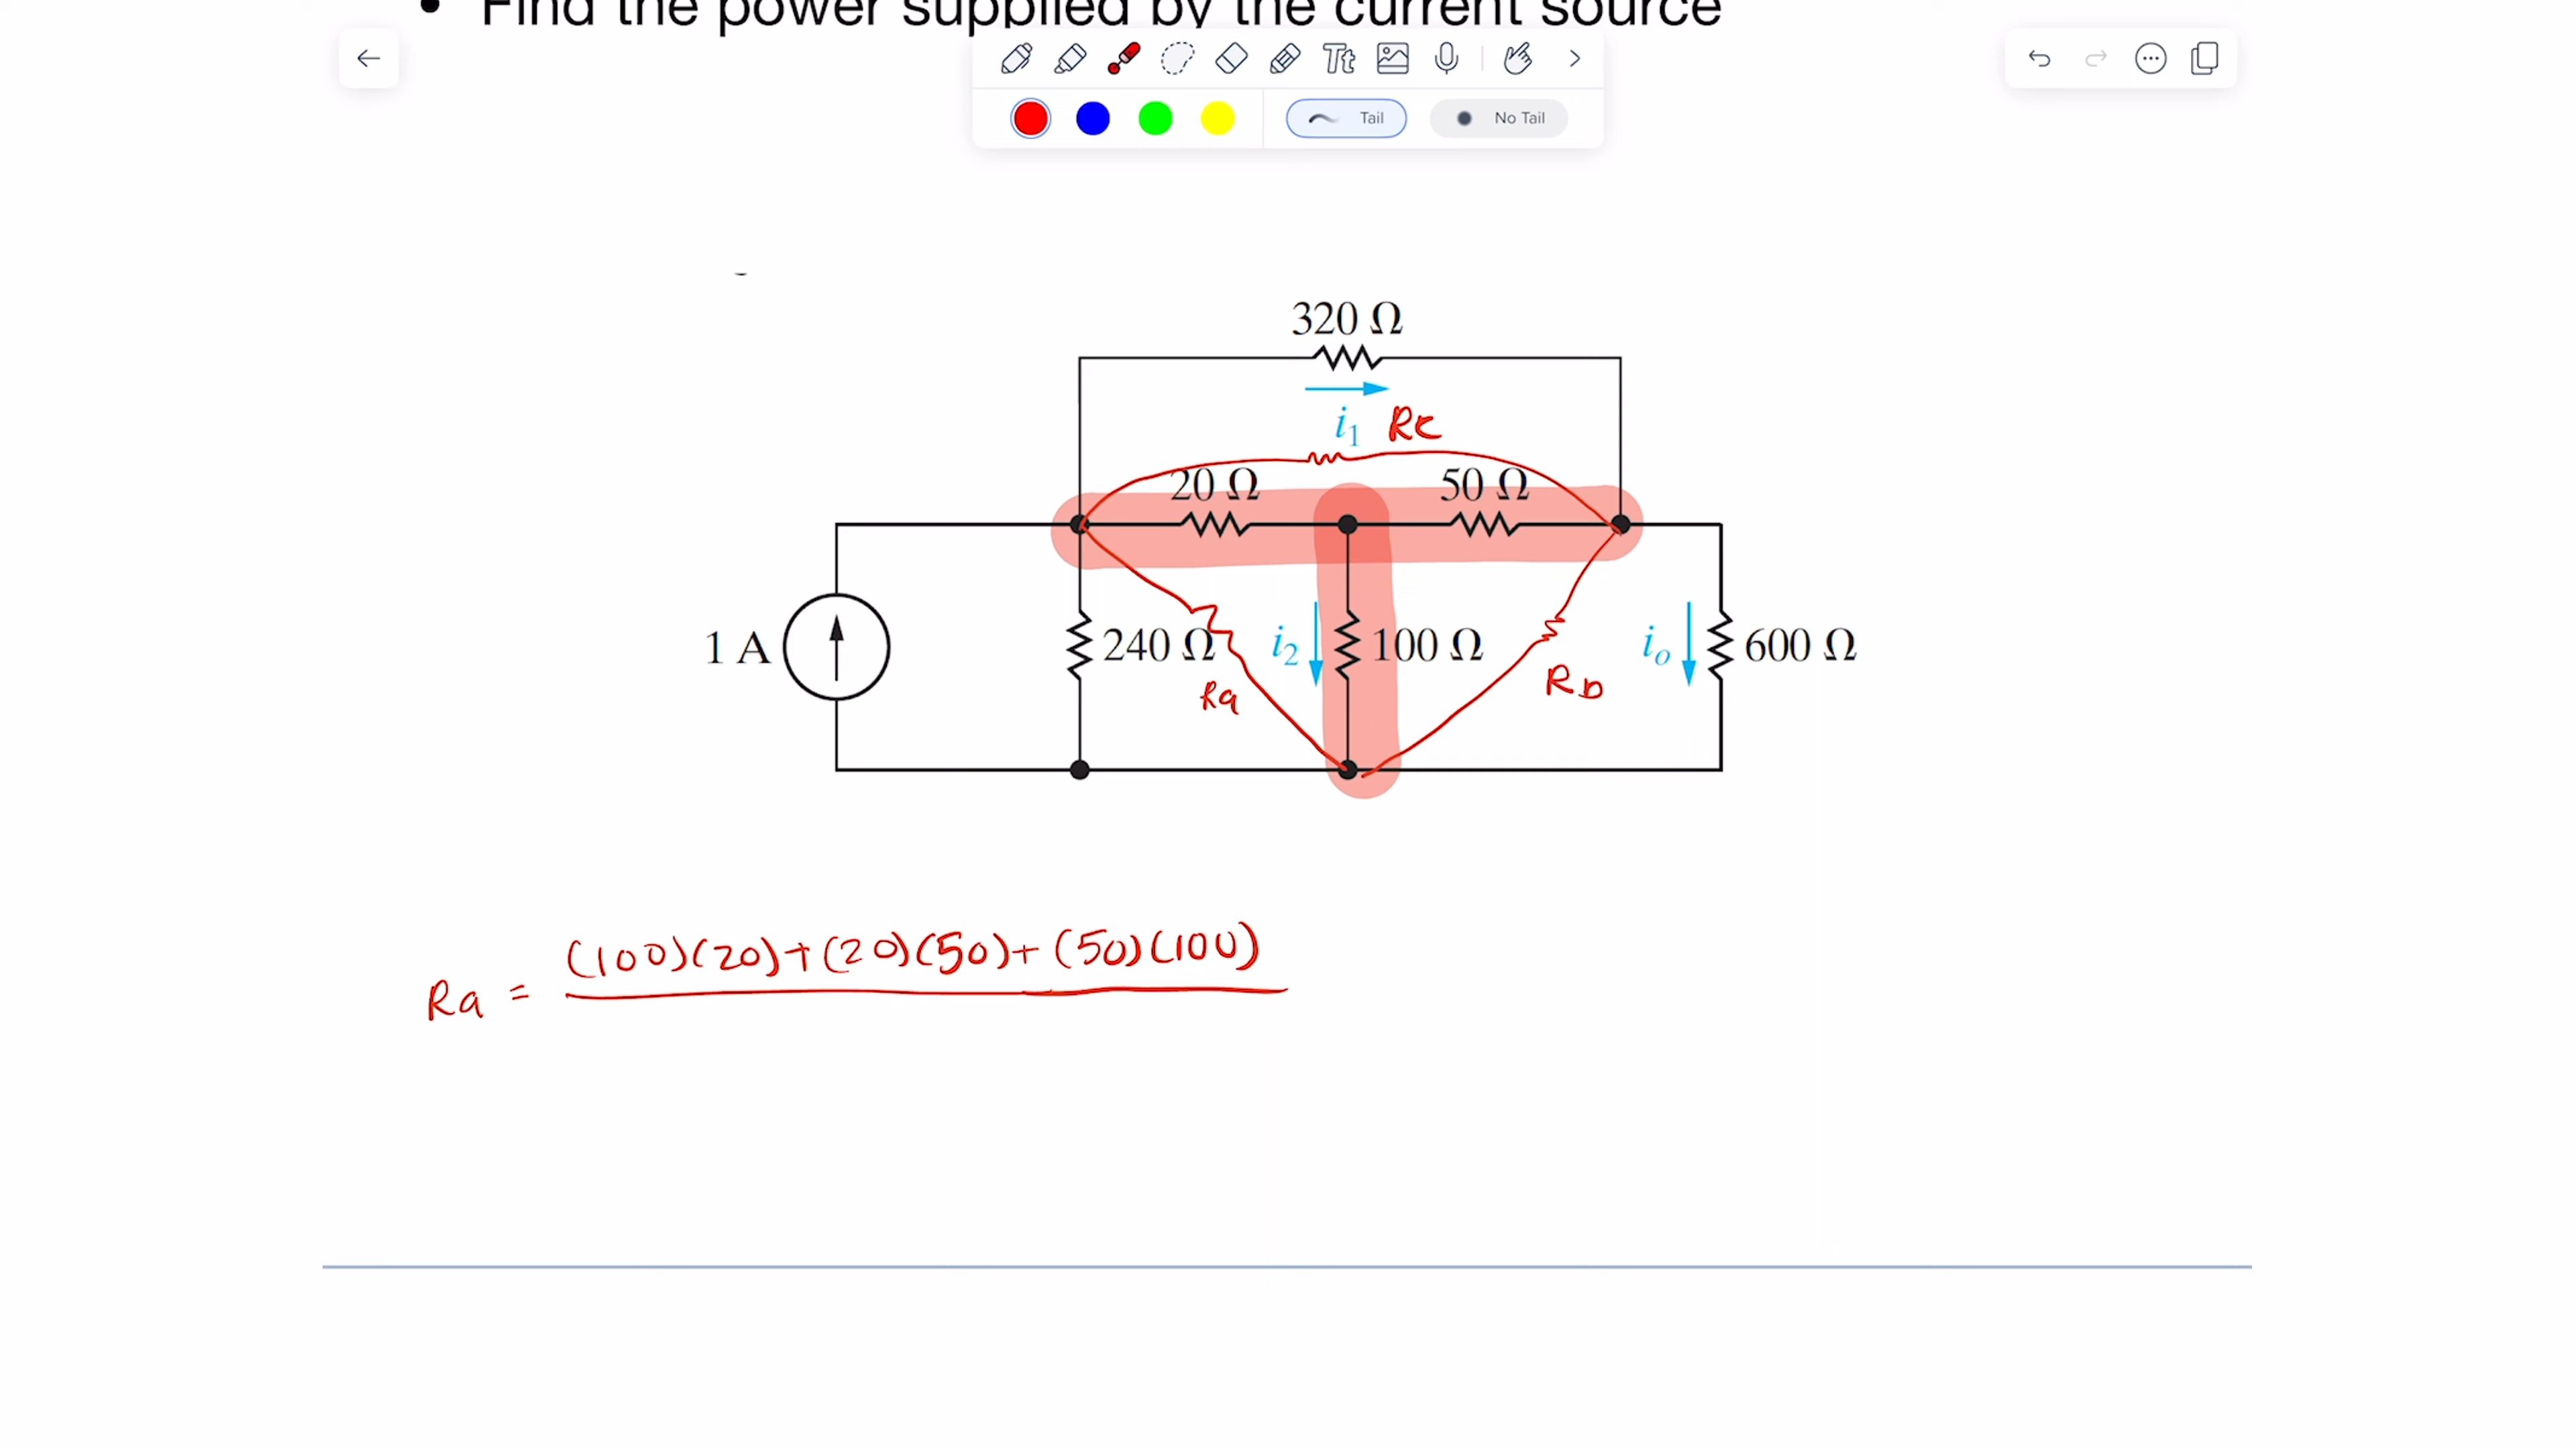 • Find the power supplied by the current source
Tt
Tail No Tail
320 Ω
i₁ Rc
20 Ω 50 Ω
1 A 240 Ω i₂ 100 Ω iₒ 600 Ω
Ra Rb
(100)(20)+(20)(50)+(50)(100)
Ra =